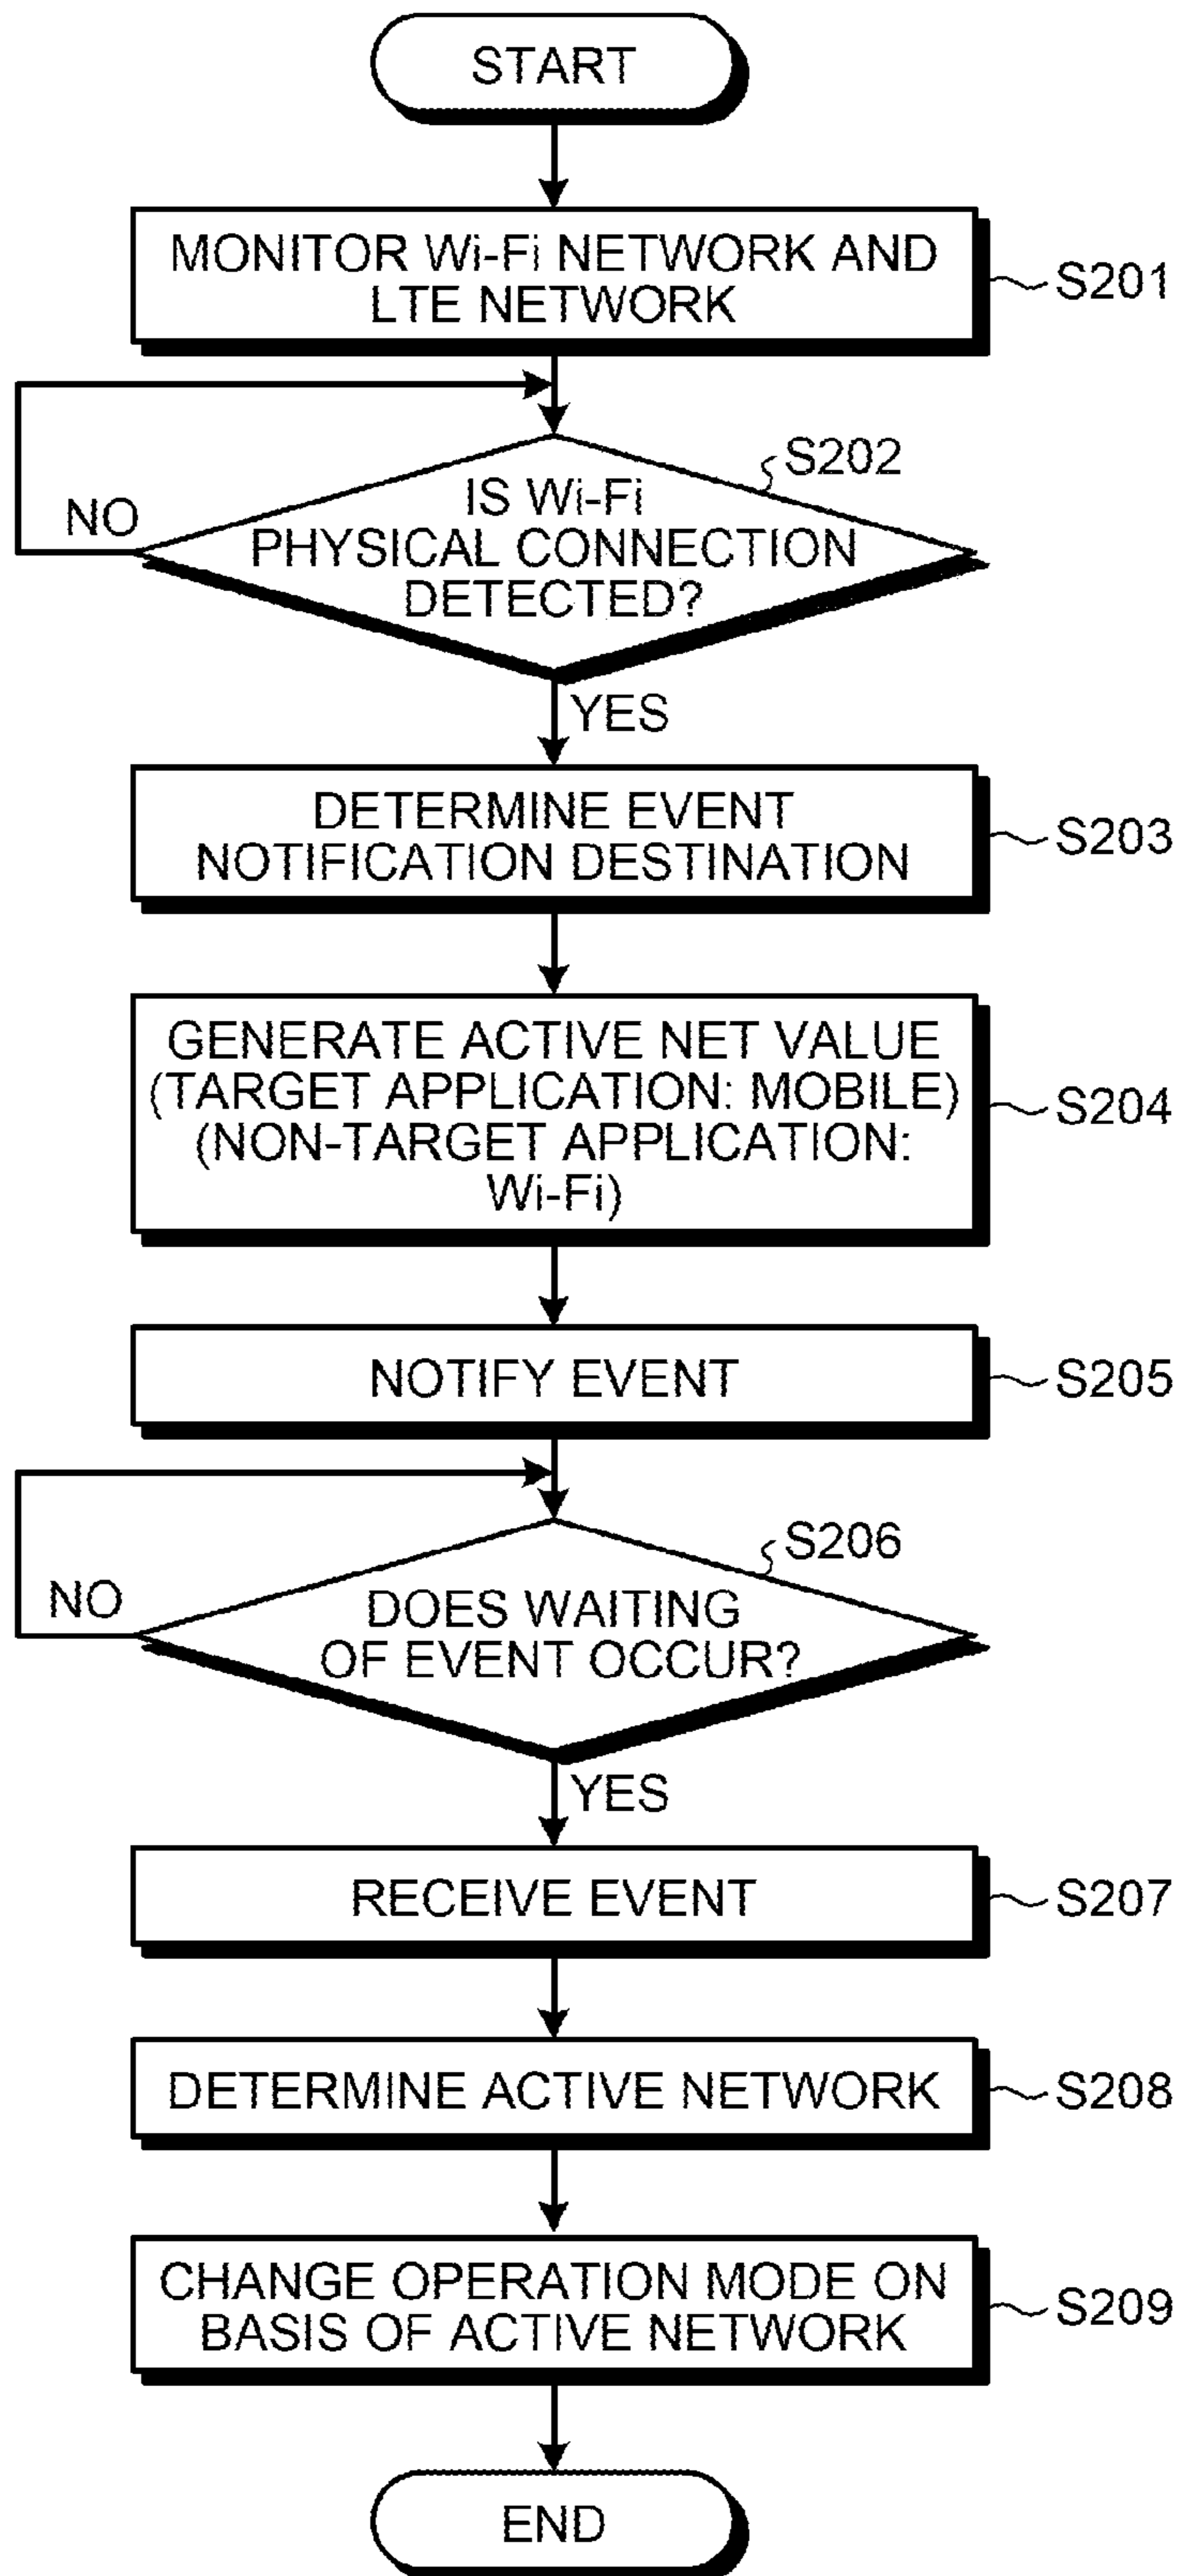 START
MONITOR Wi-Fi NETWORK AND
LTE NETWORK
S201
S202
IS Wi-Fi
PHYSICAL CONNECTION
DETECTED?
NO
YES
DETERMINE EVENT
NOTIFICATION DESTINATION
S203
GENERATE ACTIVE NET VALUE
(TARGET APPLICATION: MOBILE)
(NON-TARGET APPLICATION:
Wi-Fi)
S204
NOTIFY EVENT
S205
S206
DOES WAITING
OF EVENT OCCUR?
NO
YES
RECEIVE EVENT
S207
DETERMINE ACTIVE NETWORK
S208
CHANGE OPERATION MODE ON
BASIS OF ACTIVE NETWORK
S209
END